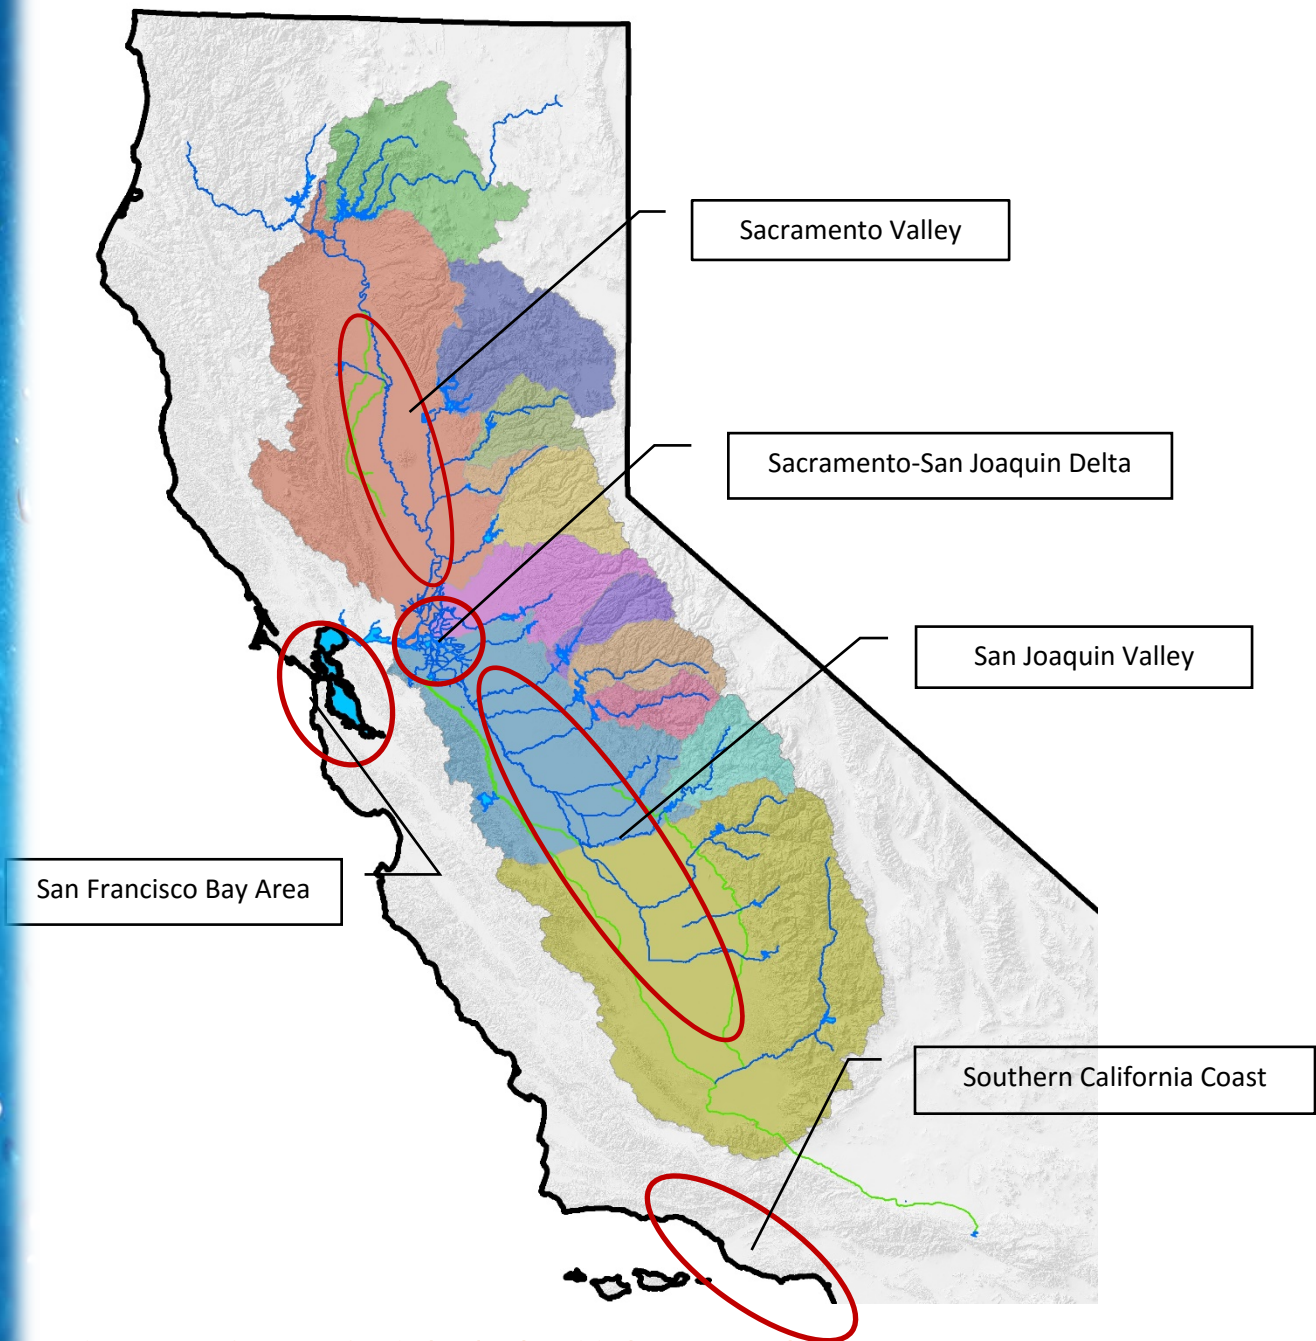 Sacramento Valley
Sacramento-San Joaquin Delta
San Joaquin Valley
San Francisco Bay Area
Southern California Coast